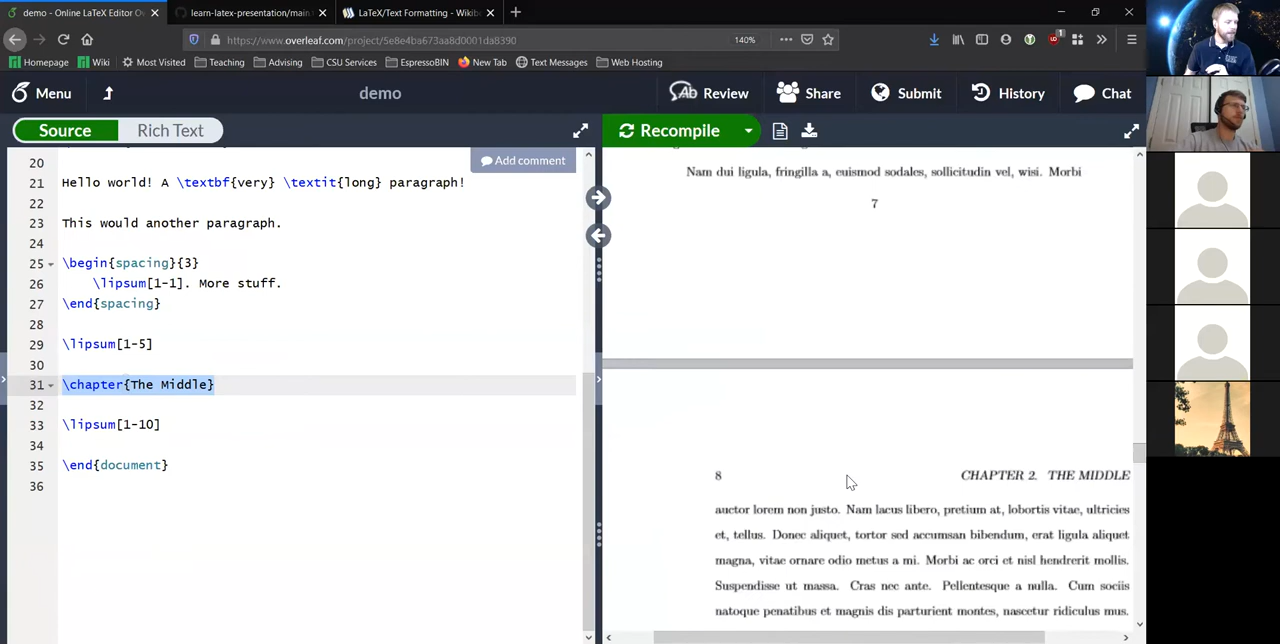 demo - Online LaTeX Editor Ov
learn-latex-presentation/main.
LaTeX/Text Formatting - Wikibo
https://www.overleaf.com/project/5e8e4ba673aa8d0001da8390
140%
Homepage
Wiki
Most Visited
Teaching
Advising
CSU Services
EspressoBIN
New Tab
Text Messages
Web Hosting
Menu
demo
Review
Share
Submit
History
Chat
Source
Rich Text
Recompile
Add comment
20
21 Hello world! A \textbf{very} \textit{long} paragraph!
22
23 This would another paragraph.
24
25 \begin{spacing}{3}
26 \lipsum[1-1]. More stuff.
27 \end{spacing}
28
29 \lipsum[1-5]
30
31 \chapter{The Middle}
32
33 \lipsum[1-10]
34
35 \end{document}
36
Nam dui ligula, fringilla a, euismod sodales, sollicitudin vel, wisi. Morbi
7
8 CHAPTER 2. THE MIDDLE
auctor lorem non justo. Nam lacus libero, pretium at, lobortis vitae, ultricies
et, tellus. Donec aliquet, tortor sed accumsan bibendum, erat ligula aliquet
magna, vitae ornare odio metus a mi. Morbi ac orci et nisl hendrerit mollis.
Suspendisse ut massa. Cras nec ante. Pellentesque a nulla. Cum sociis
natoque penatibus et magnis dis parturient montes, nascetur ridiculus mus.